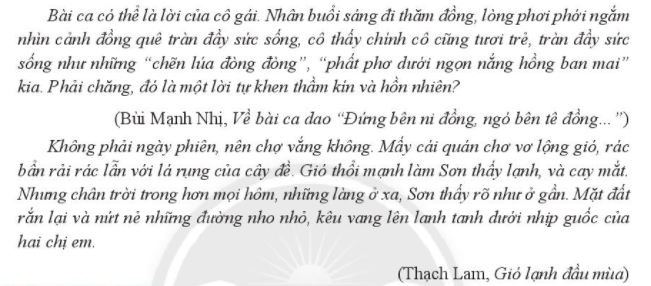 Bài ca có thể là lời của cô gái. Nhân buổi sáng đi thăm đồng, lòng phơi phới ngắm
nhìn cảnh đồng quê tràn đầy sức sống, cô thấy chính cô cũng tươi trẻ, tràn đầy sức
sống như những “chẽn lúa đòng đòng”, “phất phơ dưới ngọn nắng hồng ban mai”
kia. Phải chăng, đó là một lời tự khen thầm kín và hồn nhiên?
(Bùi Mạnh Nhị, Về bài ca dao “Đứng bên ni đồng, ngó bên tê đồng...”)
Không phải ngày phiên, nên chợ vắng không. Mấy cái quán chơ vơ lộng gió, rác
bẩn rải rác lẫn với lá rụng của cây đề. Gió thổi mạnh làm Sơn thấy lạnh, và cay mắt.
Nhưng chân trời trong hơn mọi hôm, những làng ở xa, Sơn thấy rõ như ở gần. Mặt đất
rắn lại và nứt nẻ những đường nho nhỏ, kêu vang lên lanh tanh dưới nhịp guốc của
hai chị em.
(Thạch Lam, Gió lạnh đầu mùa)